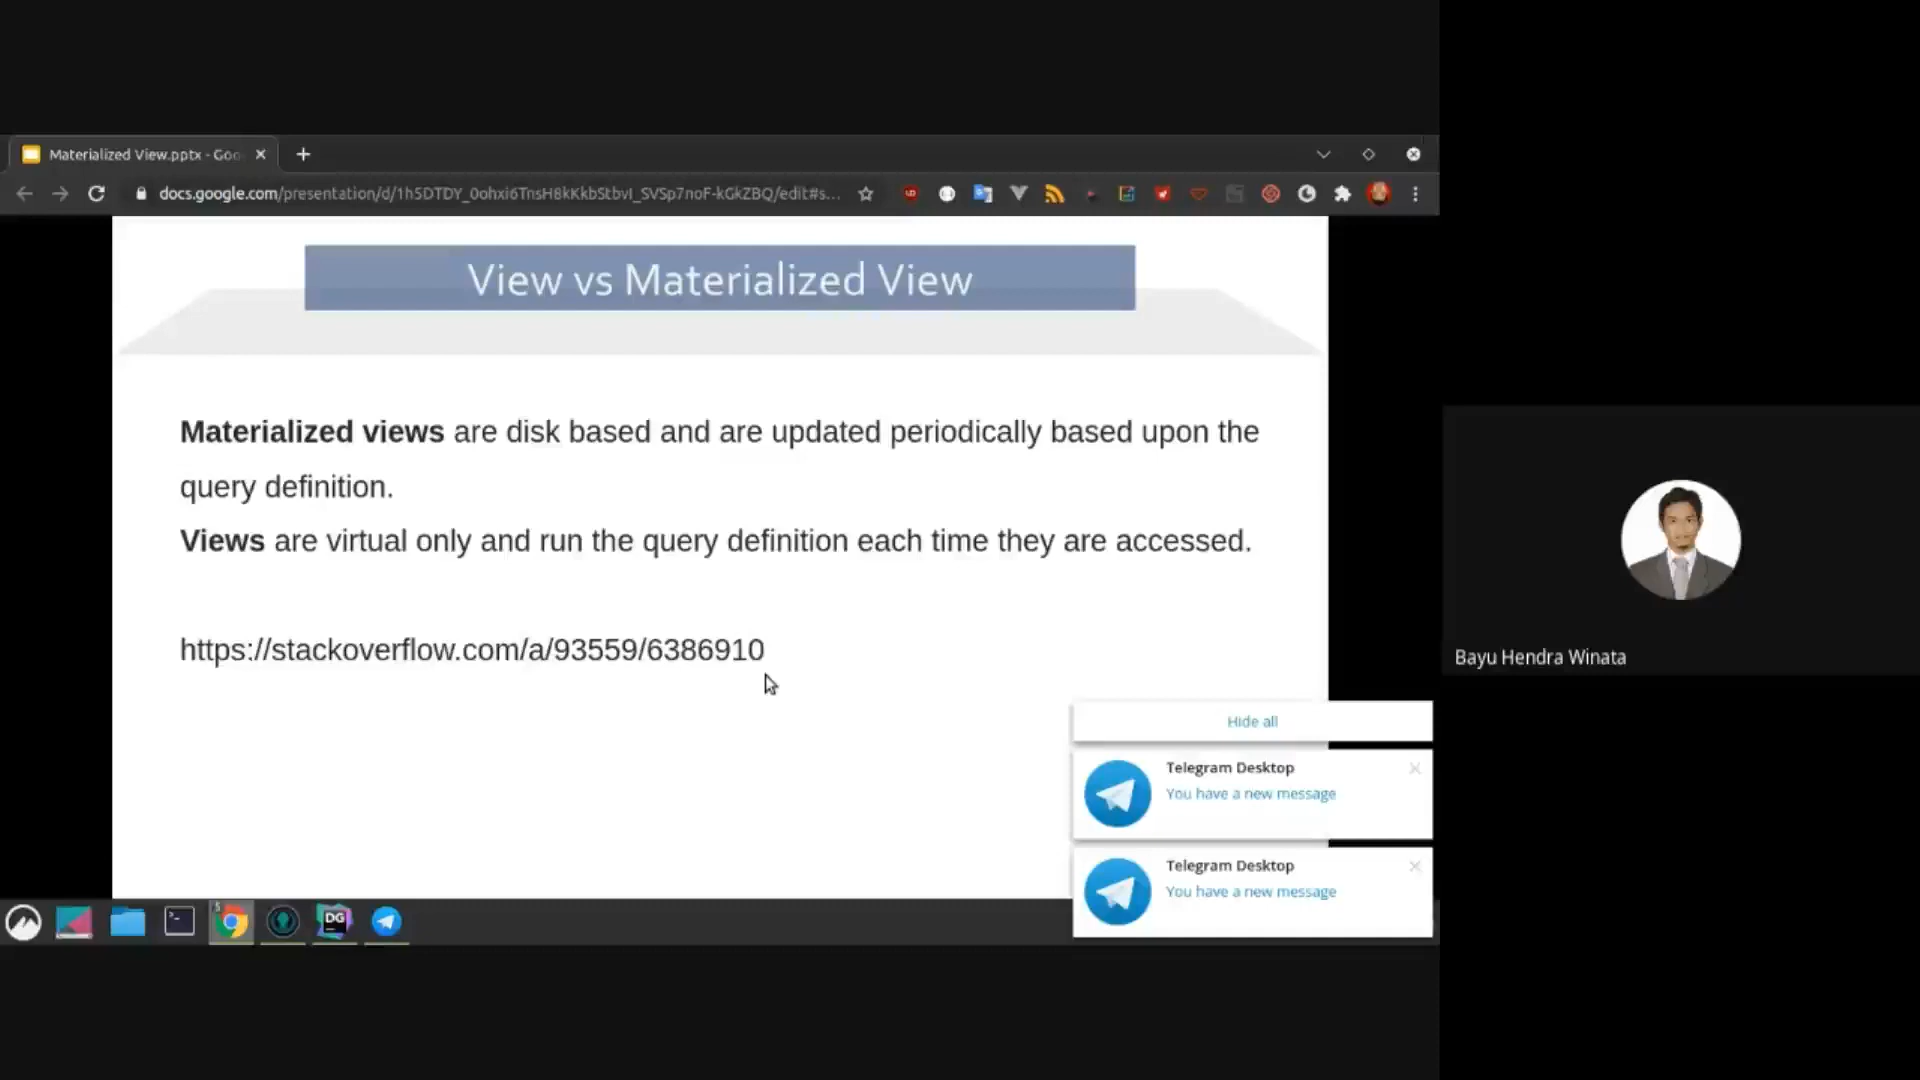 Materialized View.pptx - Goo
docs.google.com/presentation/d/1h5DTDY_0ohxi6TnsH8kKkbStbvI_SVSp7noF-kGkZBQ/edit#s...
View vs Materialized View
Materialized views are disk based and are updated periodically based upon the
query definition.
Views are virtual only and run the query definition each time they are accessed.
https://stackoverflow.com/a/93559/6386910
Bayu Hendra Winata
Hide all
Telegram Desktop
You have a new message
Telegram Desktop
You have a new message
5
DG